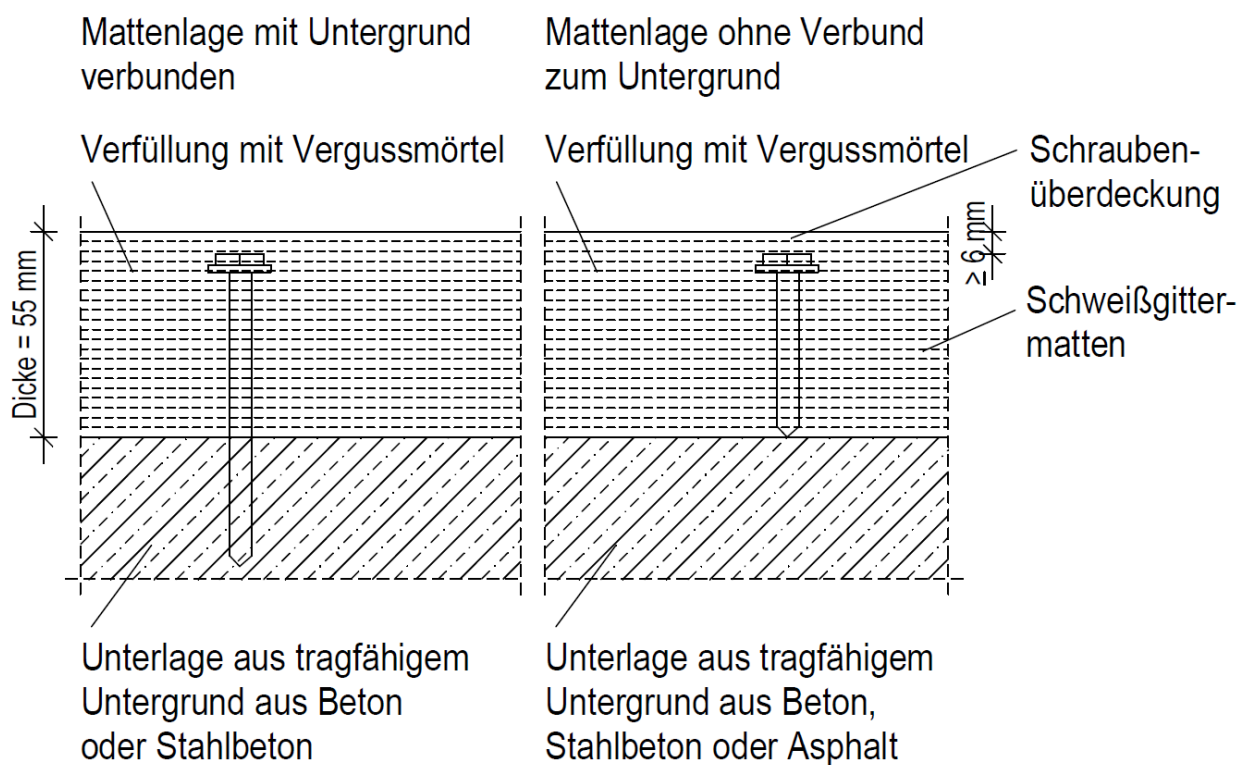 Mattenlage mit Untergrund
verbunden
Mattenlage ohne Verbund
zum Untergrund
Verfüllung mit Vergussmörtel
Verfüllung mit Vergussmörtel
Schrauben-
überdeckung
≥ 6 mm
Dicke = 55 mm
Schweißgitter-
matten
Unterlage aus tragfähigem
Untergrund aus Beton
oder Stahlbeton
Unterlage aus tragfähigem
Untergrund aus Beton,
Stahlbeton oder Asphalt